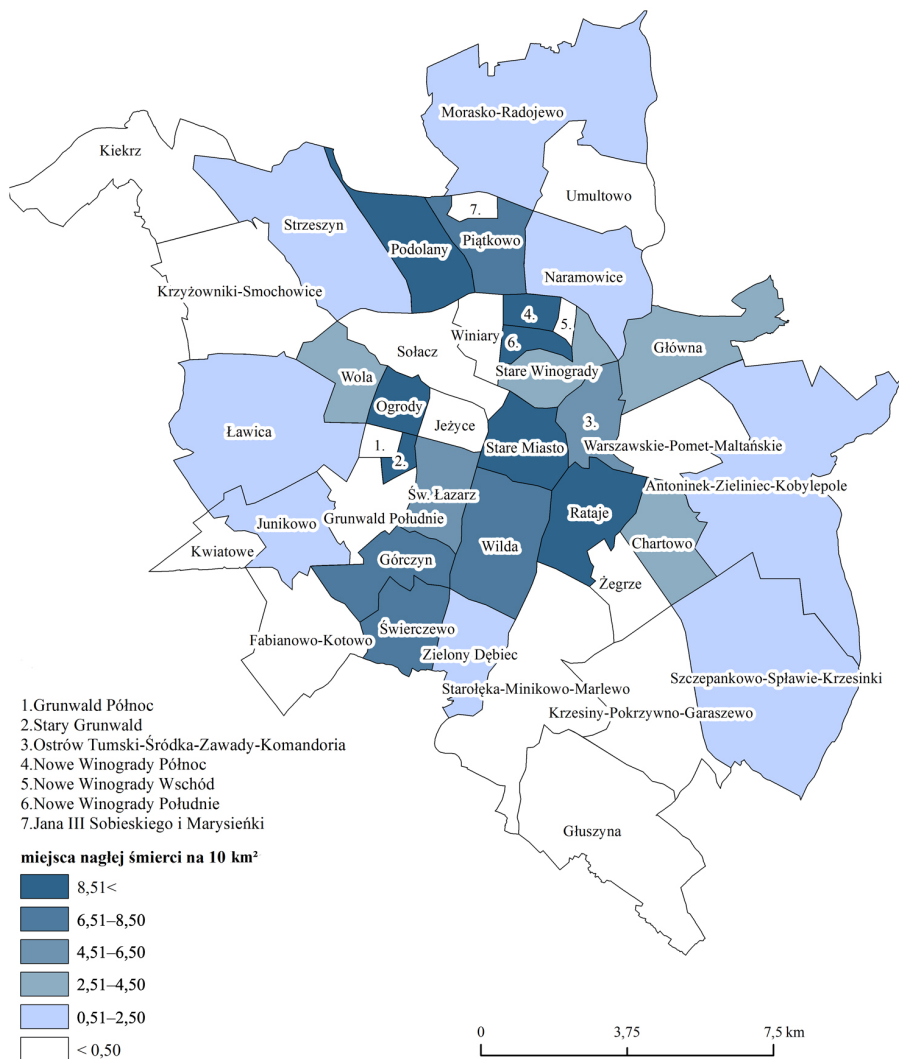 Morasko-Radojewo
Kiekrz
Umultowo
7.
Strzeszyn
Podolany
Piątkowo
Naramowice
Krzyżowniki-Smochowice
4.
5.
Winiary
Sołacz
6.
Główna
Stare Winogrady
Wola
Ogrody
Jeżyce
3.
Ławica
1.
2.
Stare Miasto
Warszawskie-Pomet-Maltańskie
Antoninek-Zieliniec-Kobylepole
Św. Łazarz
Rataje
Grunwald Południe
Junikowo
Chartowo
Wilda
Kwiatowe
Górczyn
Żegrze
Świerczewo
Fabianowo-Kotowo
Zielony Dębiec
Szczepankowo-Spławie-Krzesinki
Starołęka-Minikowo-Marlewo
Krzesiny-Pokrzywno-Garaszewo
Głuszyna
1.Grunwald Północ
2.Stary Grunwald
3.Ostrów Tumski-Śródka-Zawady-Komandoria
4.Nowe Winogrady Północ
5.Nowe Winogrady Wschód
6.Nowe Winogrady Południe
7.Jana III Sobieskiego i Marysieńki
miejsca nagłej śmierci na 10 km²
8,51<
6,51–8,50
4,51–6,50
2,51–4,50
0,51–2,50
< 0,50
0 3,75 7,5 km